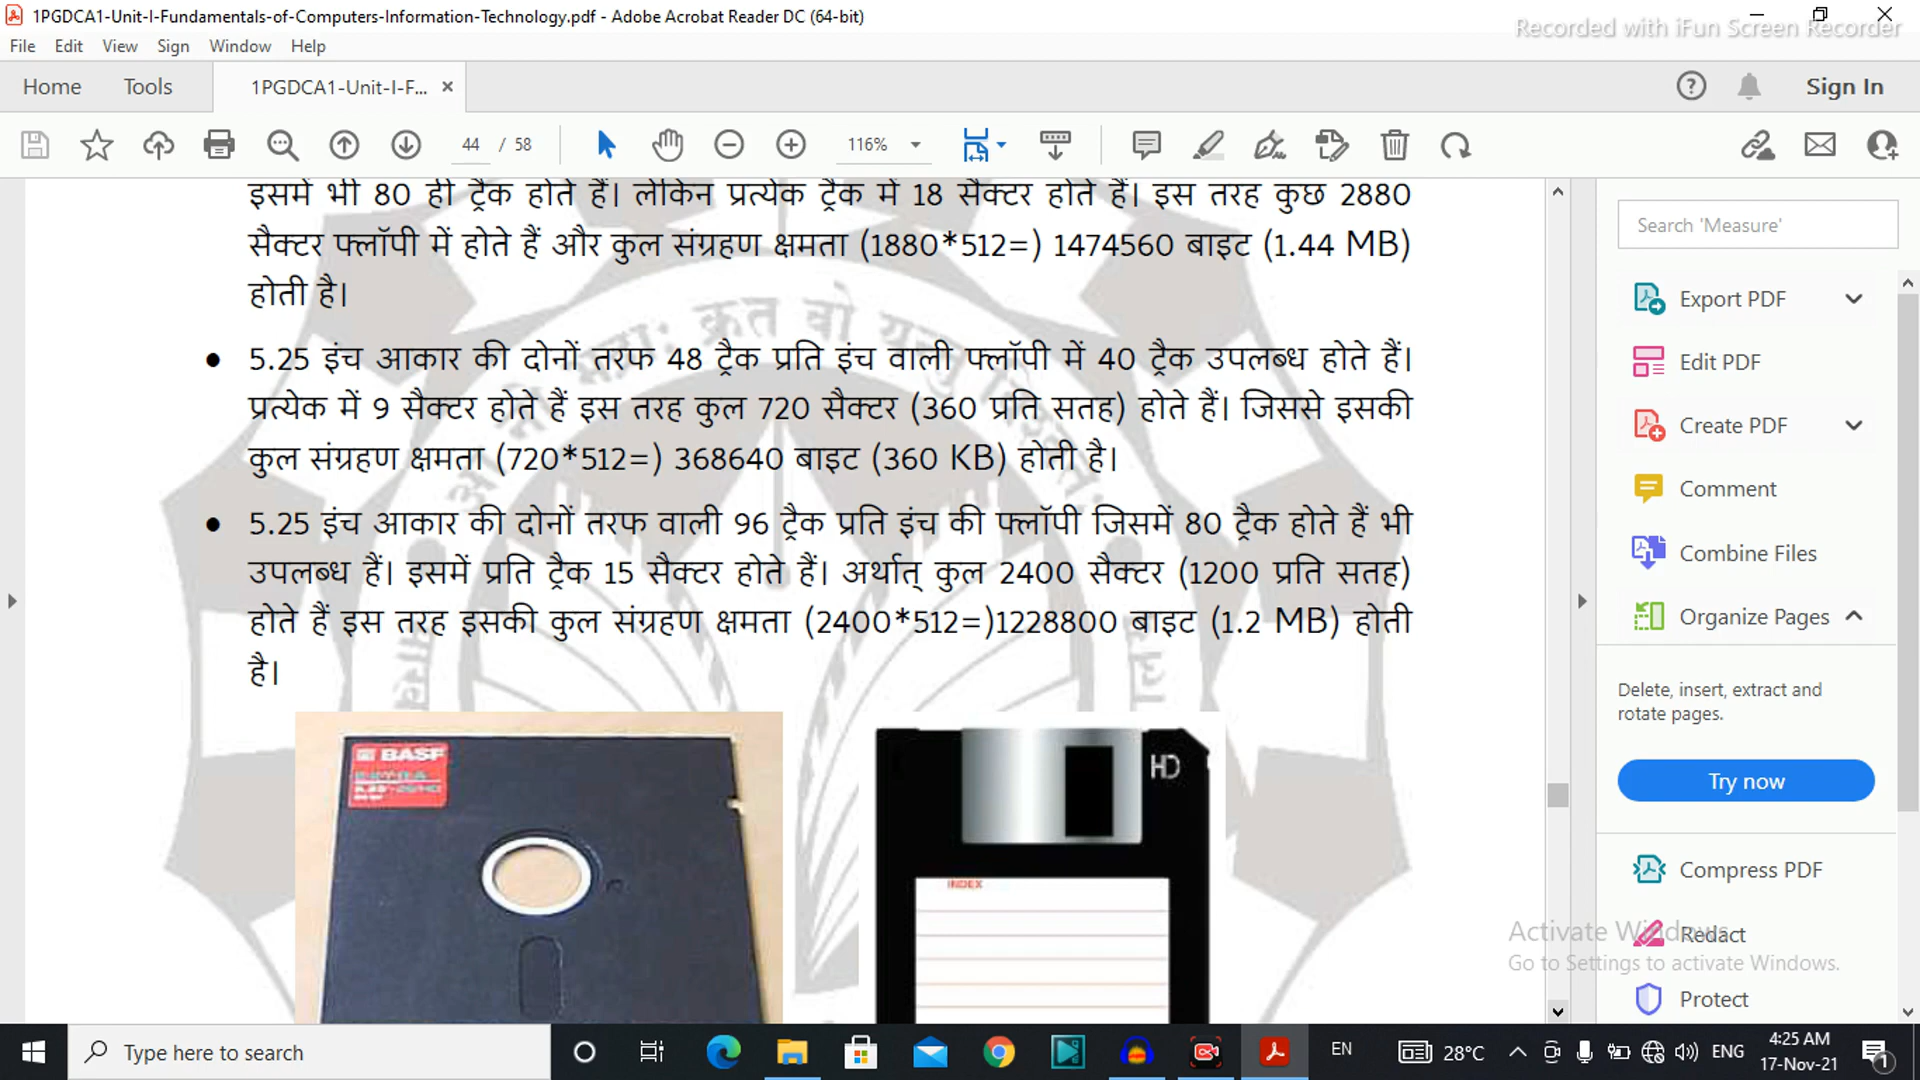 1PGDCA1-Unit-I-Fundamentals-of-Computers-Information-Technology.pdf - Adobe Acrobat Reader DC (64-bit)
Recorded with iFun Screen Recorder
File Edit View Sign Window Help
Home Tools 1PGDCA1-Unit-I-F... × Sign In
44 / 58 116%
इसमें भी 80 ही ट्रैक होते हैं। लेकिन प्रत्येक ट्रैक में 18 सैक्टर होते हैं। इस तरह कुछ 2880
सैक्टर फ्लॉपी में होते हैं और कुल संग्रहण क्षमता (1880*512=) 1474560 बाइट (1.44 MB)
होती है।
• 5.25 इंच आकार की दोनों तरफ 48 ट्रैक प्रति इंच वाली फ्लॉपी में 40 ट्रैक उपलब्ध होते हैं।
प्रत्येक में 9 सैक्टर होते हैं इस तरह कुल 720 सैक्टर (360 प्रति सतह) होते हैं। जिससे इसकी
कुल संग्रहण क्षमता (720*512=) 368640 बाइट (360 KB) होती है।
• 5.25 इंच आकार की दोनों तरफ वाली 96 ट्रैक प्रति इंच की फ्लॉपी जिसमें 80 ट्रैक होते हैं भी
उपलब्ध हैं। इसमें प्रति ट्रैक 15 सैक्टर होते हैं। अर्थात् कुल 2400 सैक्टर (1200 प्रति सतह)
होते हैं इस तरह इसकी कुल संग्रहण क्षमता (2400*512=)1228800 बाइट (1.2 MB) होती
है।
BASF
HD
INDEX
Search 'Measure'
Export PDF
Edit PDF
Create PDF
Comment
Combine Files
Organize Pages
Delete, insert, extract and
rotate pages.
Try now
Compress PDF
Redact
Protect
Activate Windows
Go to Settings to activate Windows.
Type here to search
EN
28°C
ENG
4:25 AM
17-Nov-21
1